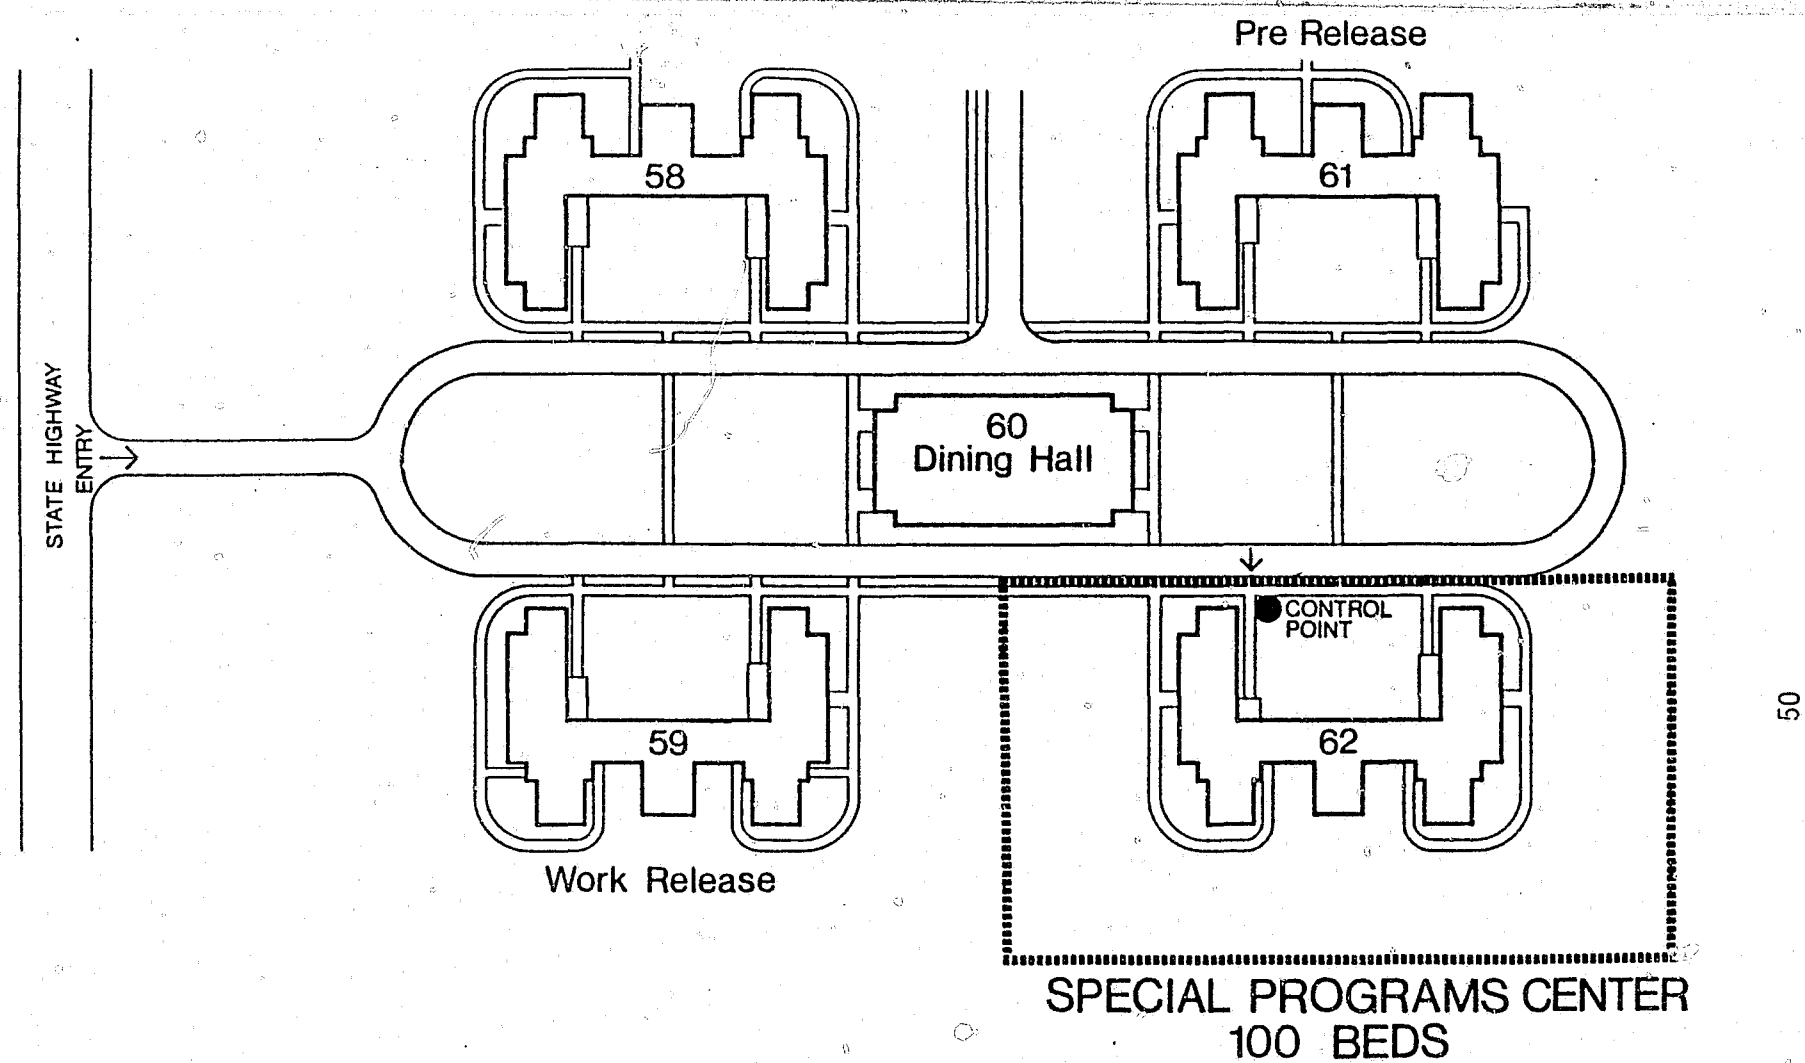 Pre Release
58
61
STATE HIGHWAY
ENTRY
60
Dining Hall
CONTROL
POINT
50
59
62
Work Release
SPECIAL PROGRAMS CENTER
100 BEDS